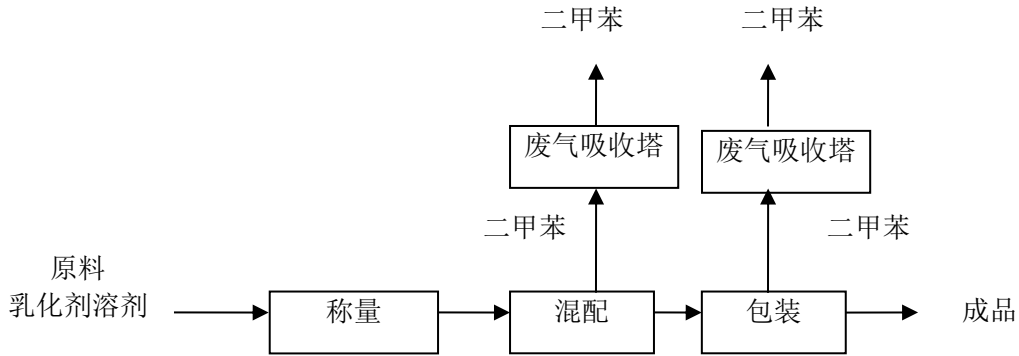 二甲苯
二甲苯
废气吸收塔
废气吸收塔
二甲苯
二甲苯
原料
乳化剂溶剂
称量
混配
包装
成品